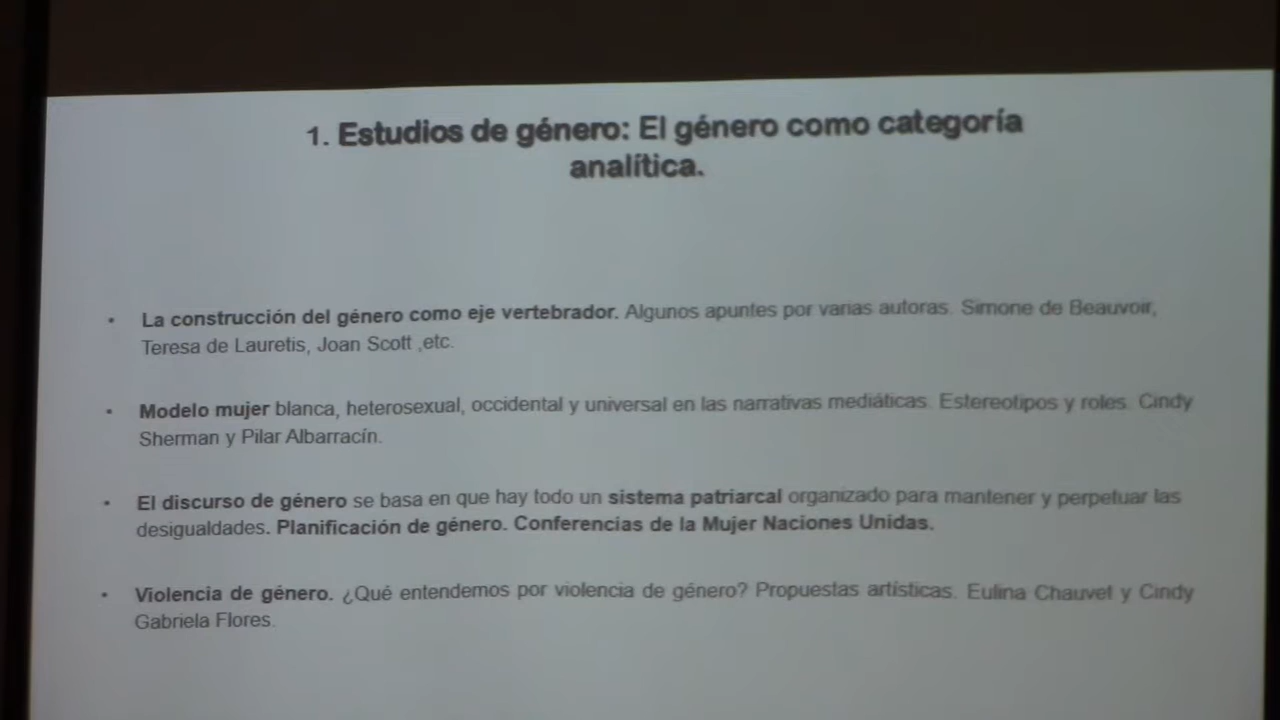 1. Estudios de género: El género como categoría
analítica.
• La construcción del género como eje vertebrador. Algunos apuntes por varias autoras. Simone de Beauvoir,
Teresa de Lauretis, Joan Scott ,etc.
• Modelo mujer blanca, heterosexual, occidental y universal en las narrativas mediáticas. Estereotipos y roles. Cindy
Sherman y Pilar Albarracín.
• El discurso de género se basa en que hay todo un sistema patriarcal organizado para mantener y perpetuar las
desigualdades. Planificación de género. Conferencias de la Mujer Naciones Unidas.
• Violencia de género. ¿Qué entendemos por violencia de género? Propuestas artísticas. Eulina Chauvet y Cindy
Gabriela Flores.